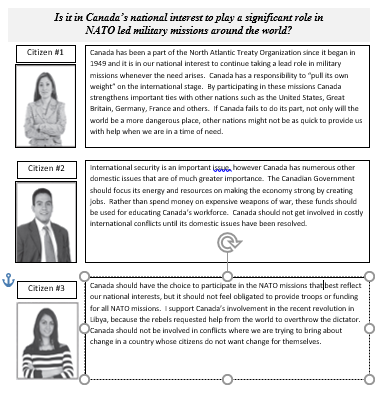 Is it in Canada's national interest to play a significant role in
NATO led military missions around the world?
Citizen #1
Canada has been a part of the North Atlantic Treaty Organization since it began in
1949 and it is in our national interest to continue taking a lead role in military
missions whenever the need arises. Canada has a responsibility to "pull its own
weight" on the international stage. By participating in these missions Canada
strengthens important ties with other nations such as the United States, Great
Britain, Germany, France and others. If Canada fails to do its part, not only will the
world be a more dangerous place, other nations might not be as quick to provide us
with help when we are in a time of need.
Citizen #2
International security is an important issue, however Canada has numerous other
domestic issues that are of much greater importance. The Canadian Government
should focus its energy and resources on making the economy strong by creating
jobs. Rather than spend money on expensive weapons of war, these funds should
be used for educating Canada's workforce. Canada should not get involved in costly
international conflicts until its domestic issues have been resolved.
Citizen #3
Canada should have the choice to participate in the NATO missions that best reflect
our national interests, but it should not feel obligated to provide troops or funding
for all NATO missions. I support Canada's involvement in the recent revolution in
Libya, because the rebels requested help from the world to overthrow the dictator.
Canada should not be involved in conflicts where we are trying to bring about
change in a country whose citizens do not want change for themselves.